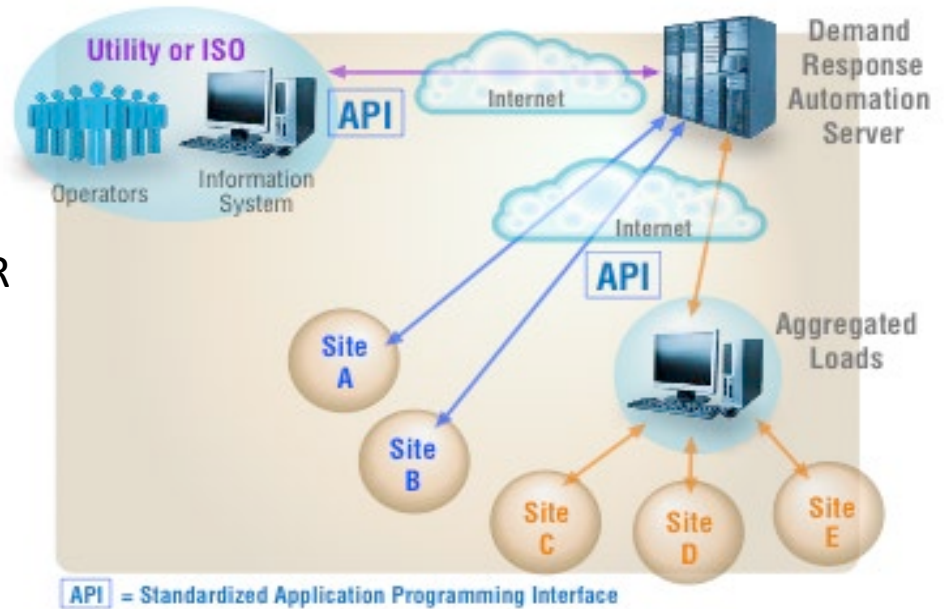 Utility or ISO
Operators
Information
System
API
Internet
Demand
Response
Automation
Server
Internet
API
R
Site
A
Site
B
Aggregated
Loads
Site
C
Site
D
Site
E
API = Standardized Application Programming Interface